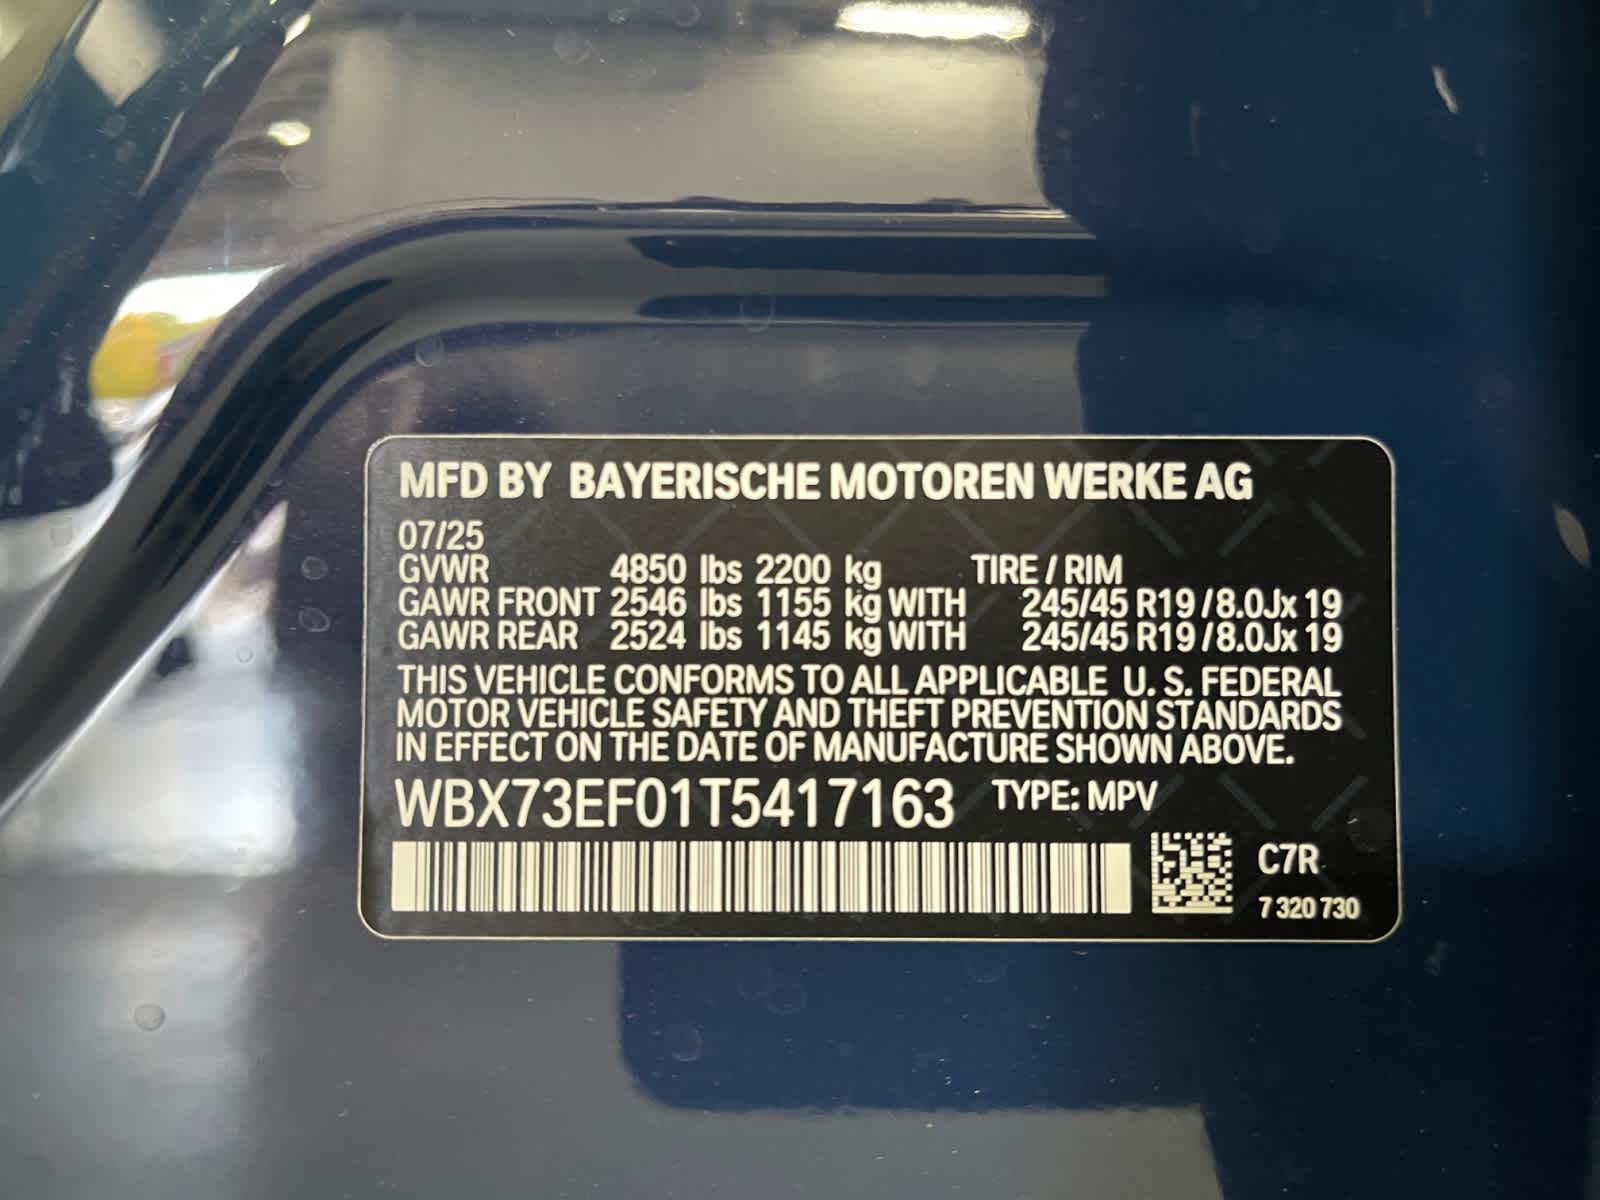 MFD BY BAYERISCHE MOTOREN WERKE AG
07/25
GVWR 4850 lbs 2200 kg TIRE / RIM
GAWR FRONT 2546 lbs 1155 kg WITH 245/45 R19 / 8.0Jx 19
GAWR REAR 2524 lbs 1145 kg WITH 245/45 R19 / 8.0Jx 19
THIS VEHICLE CONFORMS TO ALL APPLICABLE U. S. FEDERAL
MOTOR VEHICLE SAFETY AND THEFT PREVENTION STANDARDS
IN EFFECT ON THE DATE OF MANUFACTURE SHOWN ABOVE.
WBX73EF01T5417163 TYPE: MPV
C7R
7 320 730